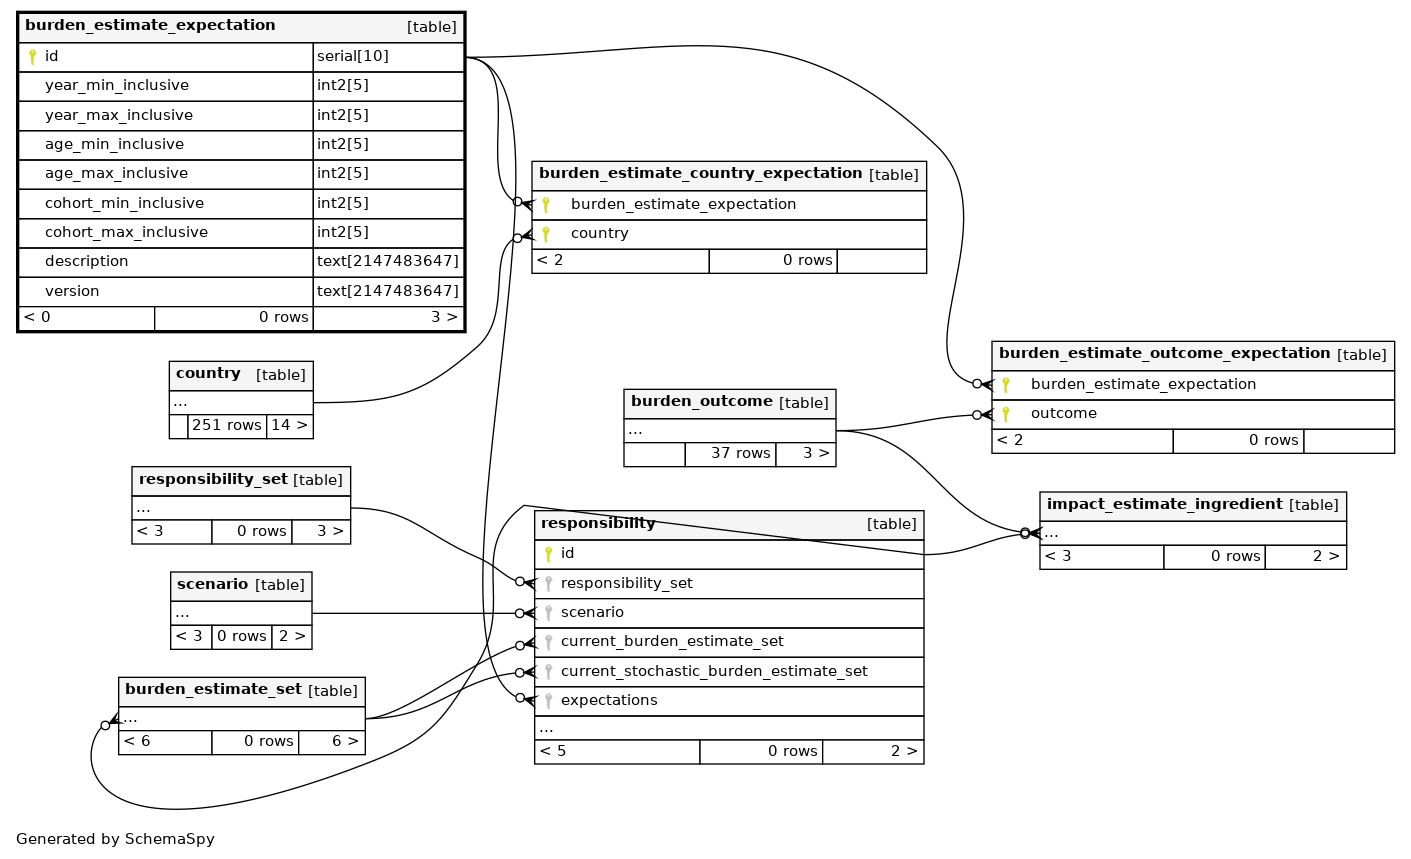 burden_estimate_expectation [table]
id serial[10]
year_min_inclusive int2[5]
year_max_inclusive int2[5]
age_min_inclusive int2[5]
age_max_inclusive int2[5]
cohort_min_inclusive int2[5]
cohort_max_inclusive int2[5]
description text[2147483647]
version text[2147483647]
< 0 0 rows 3 >
burden_estimate_country_expectation [table]
burden_estimate_expectation
country
< 2 0 rows
burden_estimate_outcome_expectation [table]
burden_estimate_expectation
outcome
< 2 0 rows
country [table]
...
251 rows 14 >
burden_outcome [table]
...
37 rows 3 >
responsibility_set [table]
...
< 3 0 rows 3 >
impact_estimate_ingredient [table]
...
< 3 0 rows 2 >
responsibility [table]
id
responsibility_set
scenario
current_burden_estimate_set
current_stochastic_burden_estimate_set
expectations
...
< 5 0 rows 2 >
scenario [table]
...
< 3 0 rows 2 >
burden_estimate_set [table]
...
< 6 0 rows 6 >
Generated by SchemaSpy